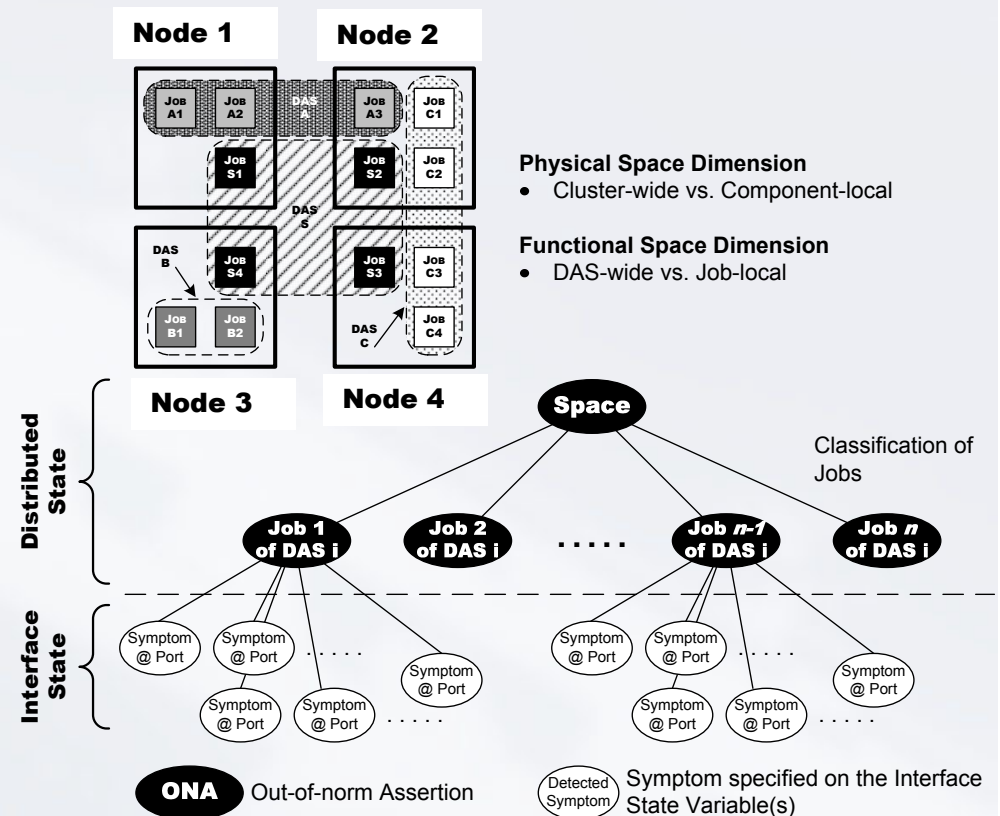 Node 1
Node 2
JOB A1
JOB A2
DAS A
JOB A3
JOB C1
JOB S1
JOB S2
JOB C2
DAS S
DAS B
JOB S4
JOB S3
JOB C3
JOB B1
JOB B2
DAS C
JOB C4
Node 3
Node 4
Physical Space Dimension
• Cluster-wide vs. Component-local
Functional Space Dimension
• DAS-wide vs. Job-local
Distributed State
Space
Classification of
Jobs
Job 1
of DAS i
Job 2
of DAS i
. . . . .
Job n-1
of DAS i
Job n
of DAS i
Interface State
Symptom
@ Port
Symptom
@ Port
. . . . .
Symptom
@ Port
Symptom
@ Port
Symptom
@ Port
. . . . .
Symptom
@ Port
Symptom
@ Port
. . . . .
Symptom
@ Port
Symptom
@ Port
Symptom
@ Port
. . . . .
ONA
Out-of-norm Assertion
Detected
Symptom
Symptom specified on the Interface
State Variable(s)